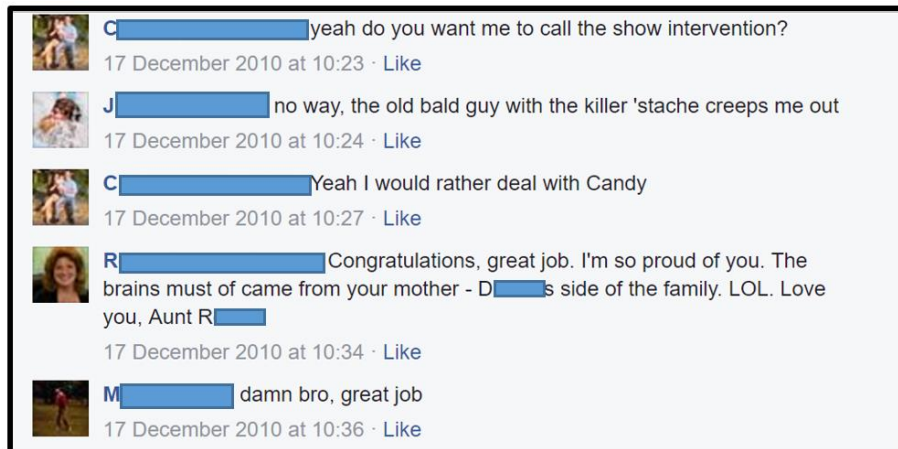 C yeah do you want me to call the show intervention?
17 December 2010 at 10:23 · Like
J no way, the old bald guy with the killer 'stache creeps me out
17 December 2010 at 10:24 · Like
C Yeah I would rather deal with Candy
17 December 2010 at 10:27 · Like
R Congratulations, great job. I'm so proud of you. The
brains must of came from your mother - D s side of the family. LOL. Love
you, Aunt R
17 December 2010 at 10:34 · Like
M damn bro, great job
17 December 2010 at 10:36 · Like